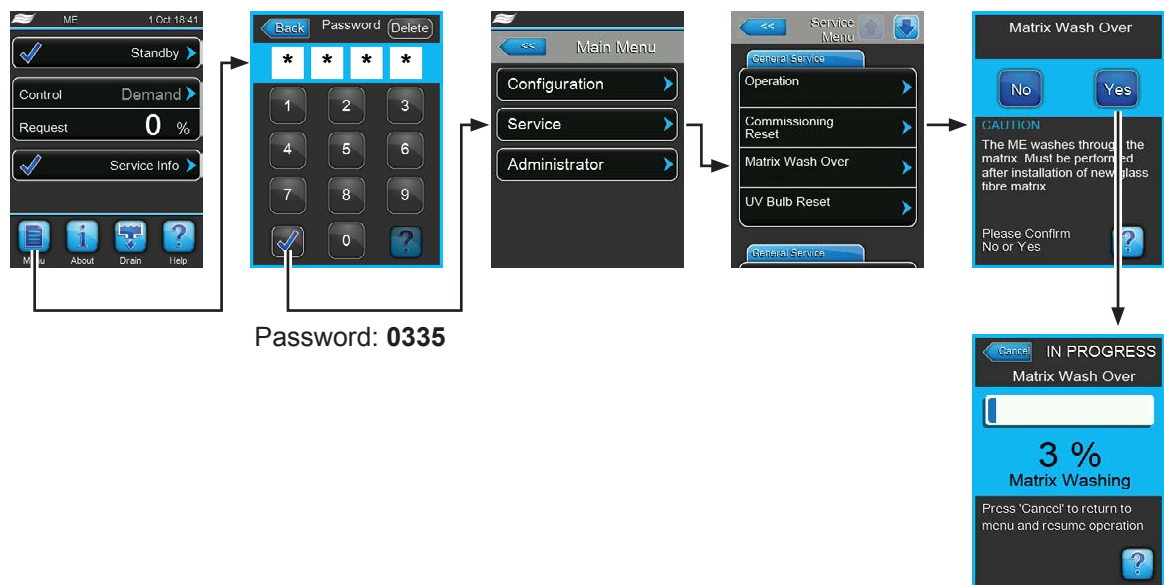 ME 1 Oct 18:41
Standby
Control Demand
Request 0 %
Service Info
Menu About Drain Help
Back Password Delete
* * * *
1 2 3
4 5 6
7 8 9
0 ?
Password: 0335
<< Main Menu
Configuration
Service
Administrator
<< Service
Menu
General Service
Operation
Commissioning
Reset
Matrix Wash Over
UV Bulb Reset
General Service
Matrix Wash Over
No Yes
CAUTION
The ME washes through the
matrix. Must be performed
after installation of new glass
fibre matrix
Please Confirm
No or Yes
?
Cancel IN PROGRESS
Matrix Wash Over
3 %
Matrix Washing
Press 'Cancel' to return to
menu and resume operation
?